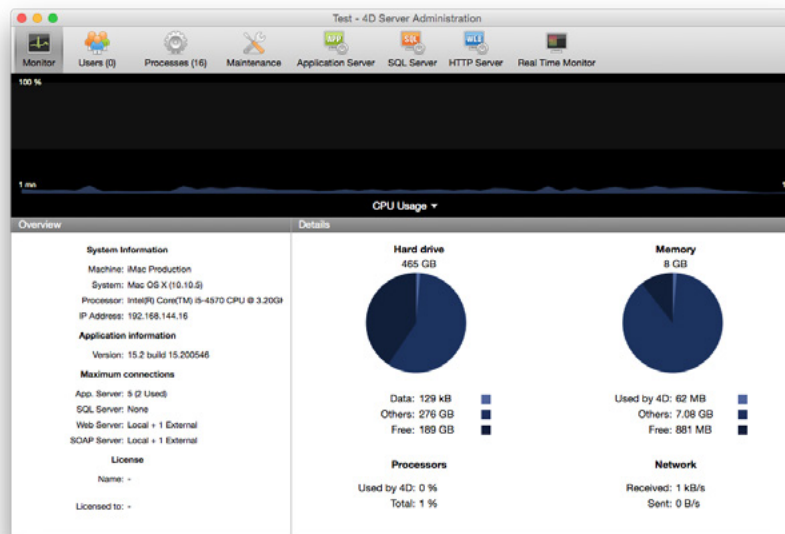 Test - 4D Server Administration
Monitor Users (0) Processes (16) Maintenance Application Server SQL Server HTTP Server Real Time Monitor
100 %
1 mn
CPU Usage
Overview
Details
System Information
Machine: iMac Production
System: Mac OS X (10.10.5)
Processor: Intel(R) Core(TM) i5-4570 CPU @ 3.20GH
IP Address: 192.168.144.16
Application information
Version: 15.2 build 15.200546
Maximum connections
App. Server: 5 (2 Used)
SQL Server: None
Web Server: Local + 1 External
SOAP Server: Local + 1 External
License
Name: -
Licensed to: -
Hard drive
465 GB
Data: 129 kB
Others: 276 GB
Free: 189 GB
Memory
8 GB
Used by 4D: 62 MB
Others: 7.08 GB
Free: 881 MB
Processors
Used by 4D: 0 %
Total: 1 %
Network
Received: 1 kB/s
Sent: 0 B/s